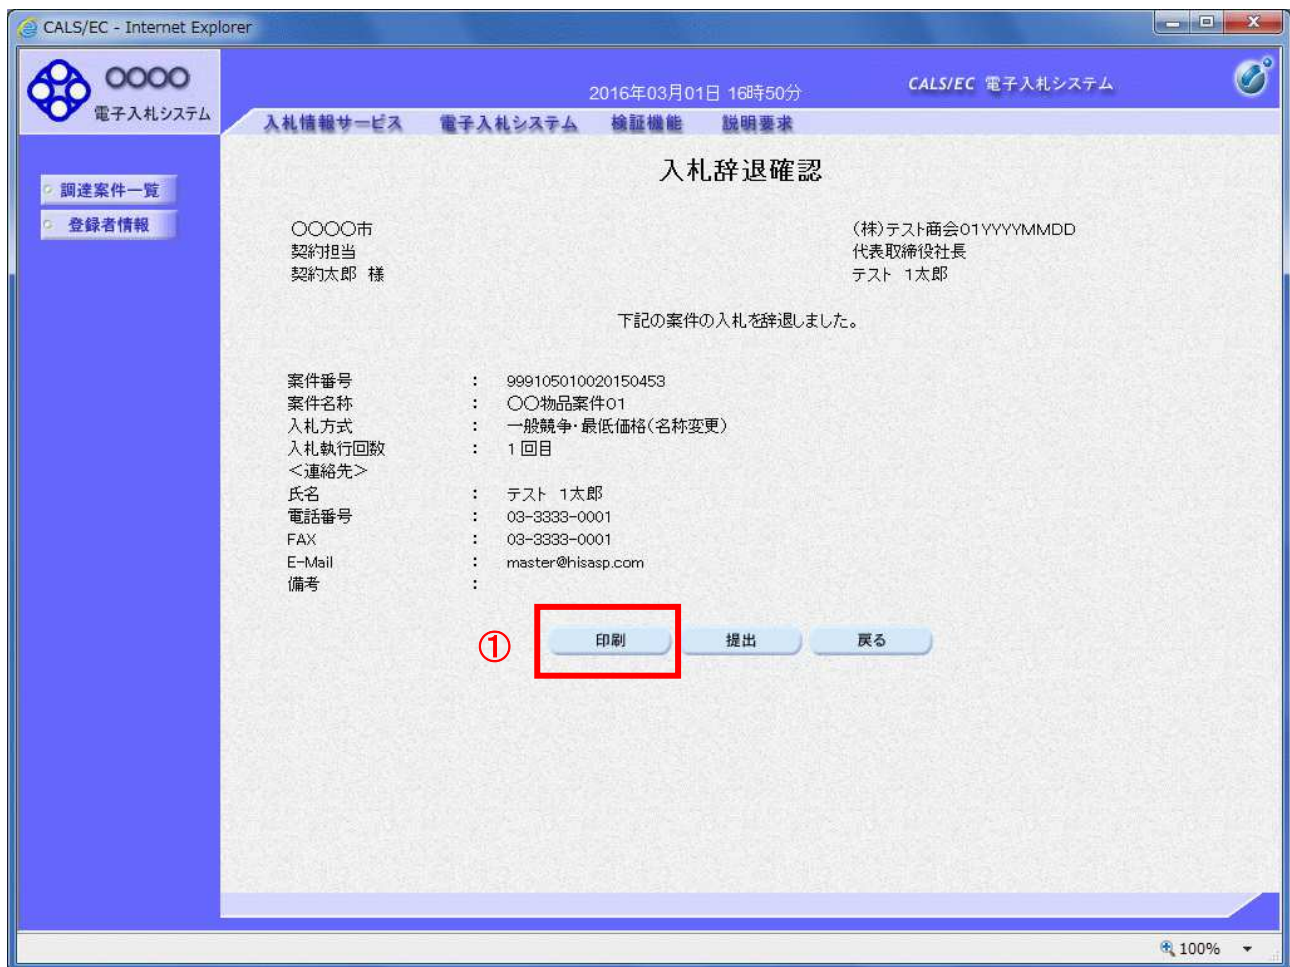 CALS/EC - Internet Explorer
○○○○
電子入札システム
2016年03月01日 16時50分
CALS/EC 電子入札システム
入札情報サービス 電子入札システム 検証機能 説明要求
調達案件一覧
登録者情報
入札辞退確認
○○○○市
契約担当
契約太郎 様
(株)テスト商会01YYYYMMDD
代表取締役社長
テスト 1太郎
下記の案件の入札を辞退しました。
案件番号 : 999105010020150453
案件名称 : ○○物品案件01
入札方式 : 一般競争・最低価格(名称変更)
入札執行回数 : 1回目
<連絡先>
氏名 : テスト 1太郎
電話番号 : 03-3333-0001
FAX : 03-3333-0001
E-Mail : master@hisasp.com
備考 :
① 印刷 提出 戻る
100%